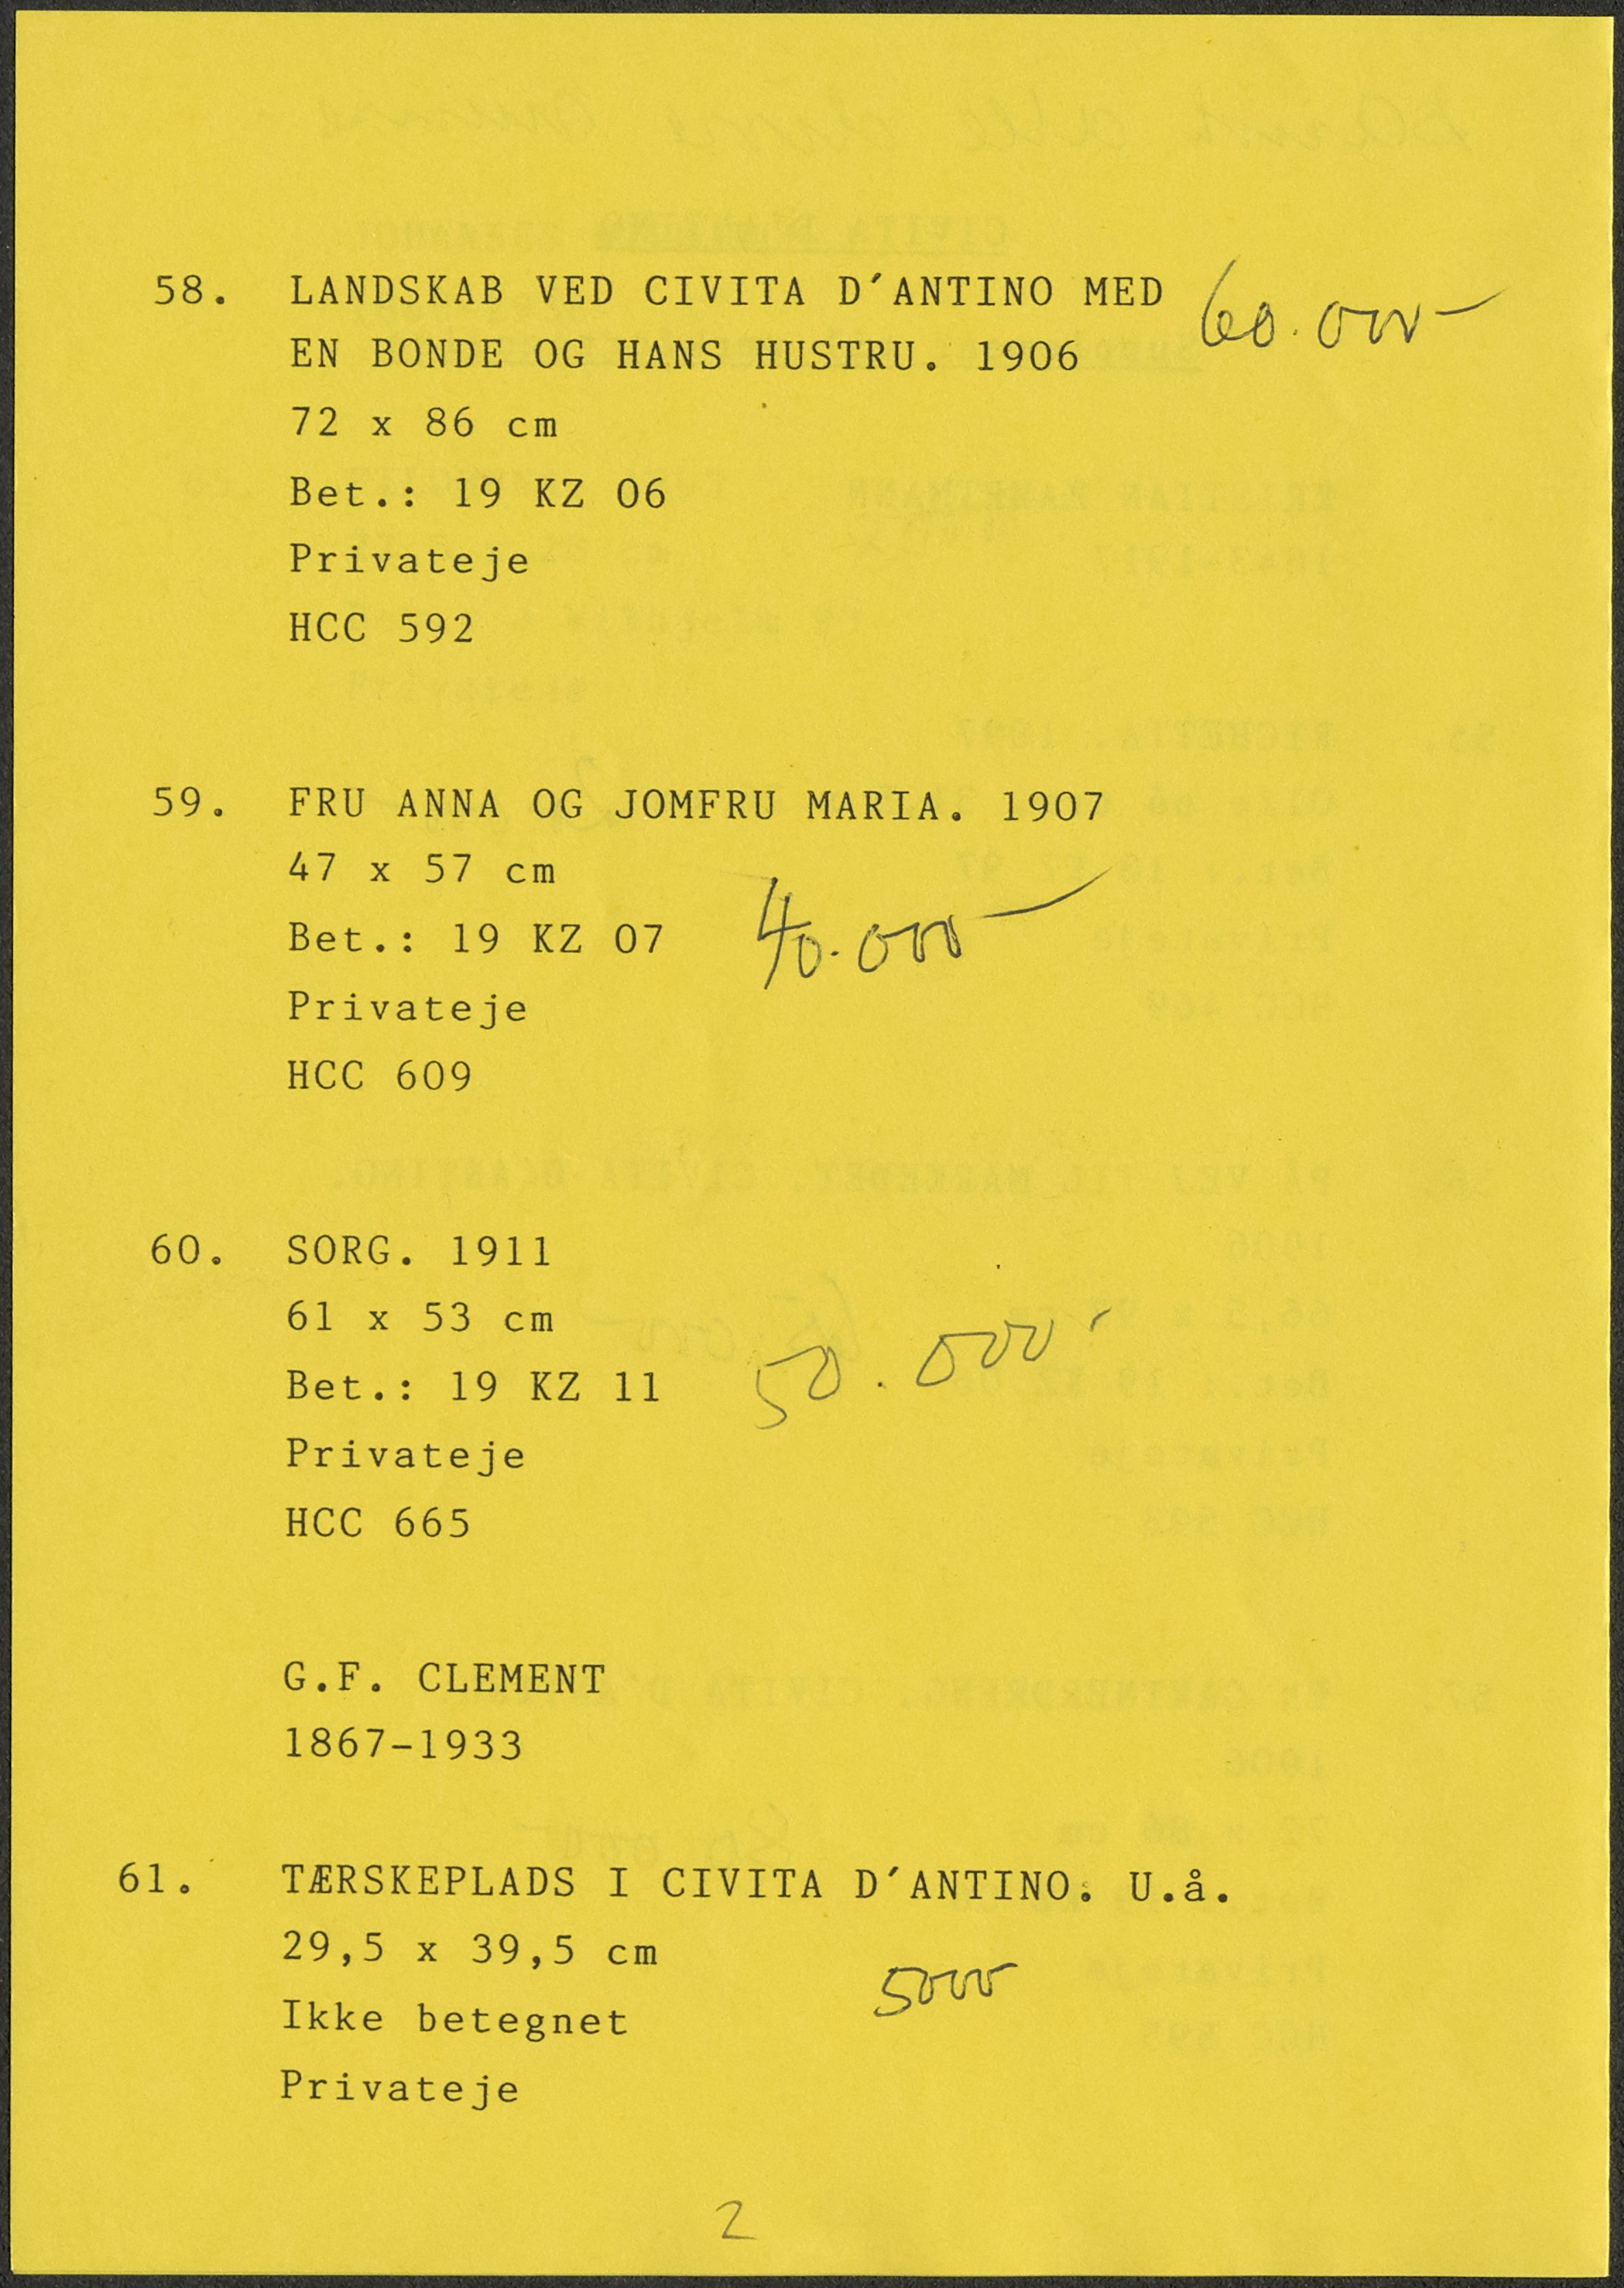 58. LANDSKAB VED CIVITA D´ANTINO MED 60.000-
EN BONDE OG HANS HUSTRU. 1906
72 x 86 cm
Bet.: 19 KZ 06
Privateje
HCC 592
59. FRU ANNA OG JOMFRU MARIA. 1907
47 x 57 cm
Bet.: 19 KZ 07 40.000-
Privateje
HCC 609
60. SORG. 1911
61 x 53 cm
Bet.: 19 KZ 11 50.000-
Privateje
HCC 665
G.F. CLEMENT
1867-1933
61. TÆRSKEPLADS I CIVITA D´ANTINO. U.å.
29,5 x 39,5 cm 5000
Ikke betegnet
Privateje
2